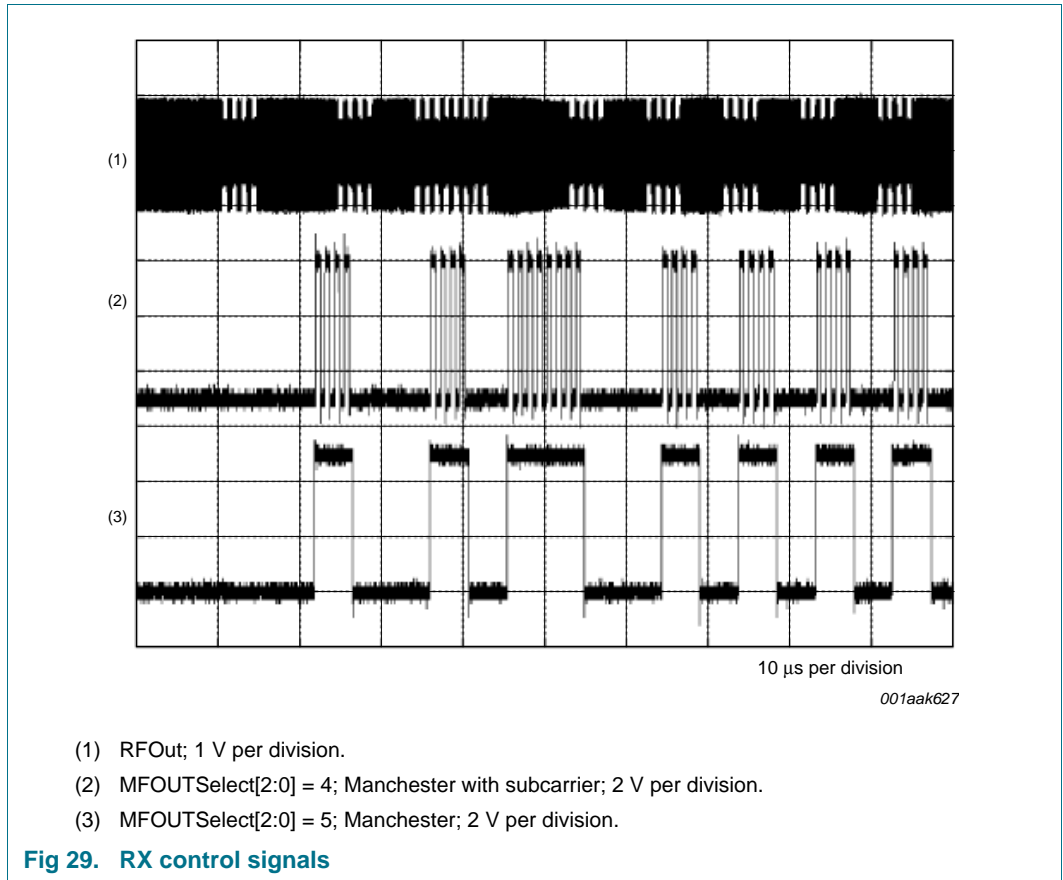 (1)
(2)
(3)
10 μs per division
001aak627
(1) RFOut; 1 V per division.
(2) MFOUTSelect[2:0] = 4; Manchester with subcarrier; 2 V per division.
(3) MFOUTSelect[2:0] = 5; Manchester; 2 V per division.
Fig 29. RX control signals